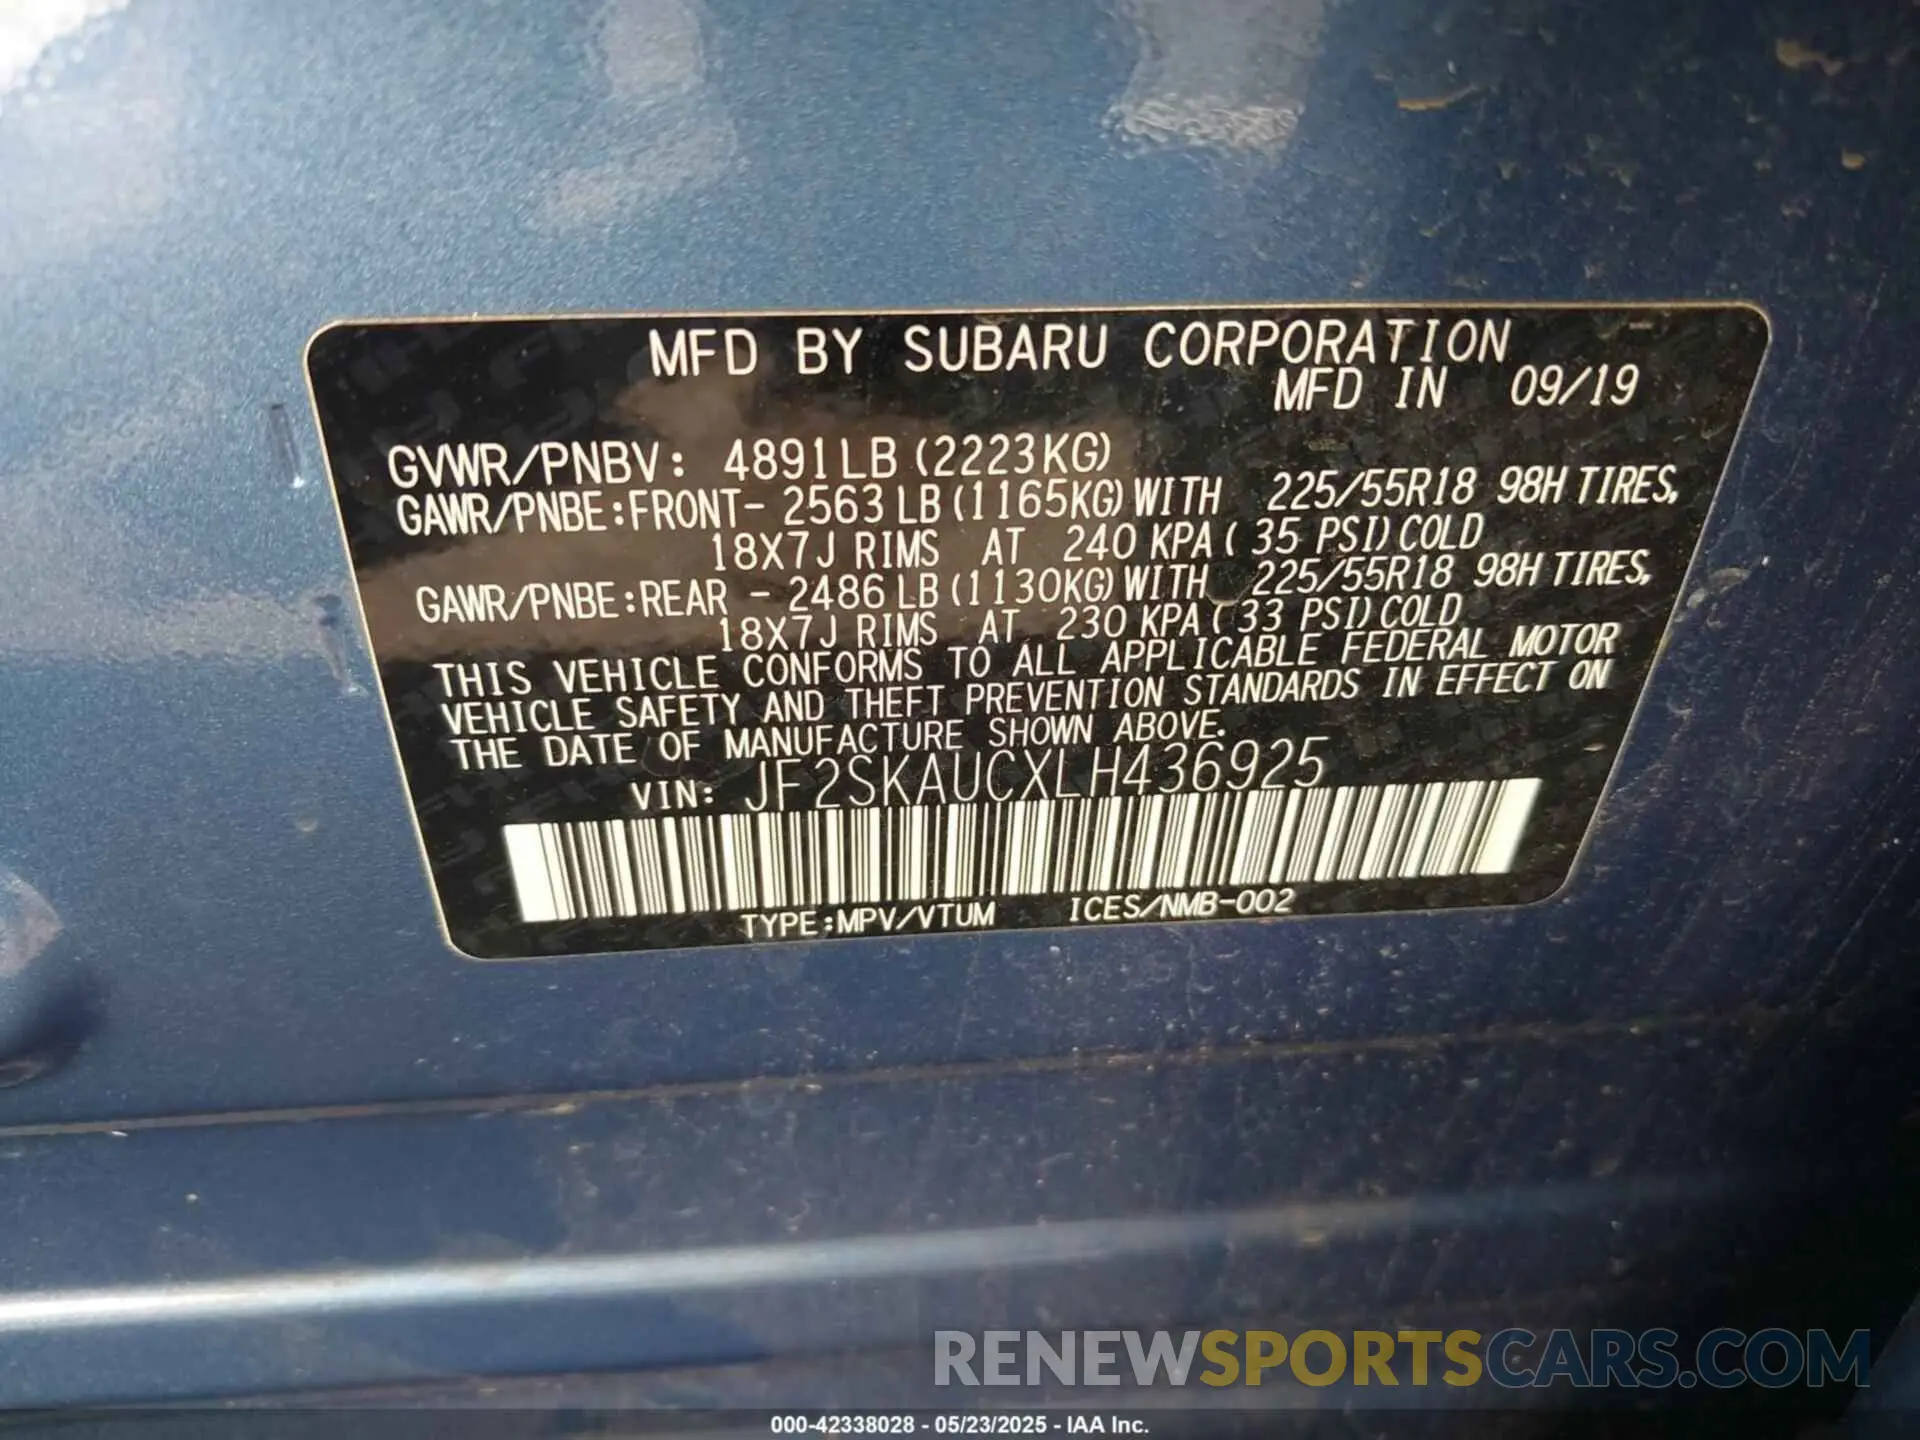 MFD BY SUBARU CORPORATION
MFD IN 09/19
GVWR/PNBV: 4891LB (2223KG)
GAWR/PNBE:FRONT- 2563 LB (1165KG) WITH 225/55R18 98H TIRES,
18X7J RIMS AT 240 KPA ( 35 PSI) COLD
GAWR/PNBE:REAR - 2486 LB (1130KG) WITH 225/55R18 98H TIRES,
18X7J RIMS AT 230 KPA ( 33 PSI) COLD
THIS VEHICLE CONFORMS TO ALL APPLICABLE FEDERAL MOTOR
VEHICLE SAFETY AND THEFT PREVENTION STANDARDS IN EFFECT ON
THE DATE OF MANUFACTURE SHOWN ABOVE.
VIN: JF2SKAUCXLH436925
TYPE:MPV/VTUM ICES/NMB-002
RENEWSPORTSCARS.COM
000-42338028 - 05/23/2025 - IAA Inc.